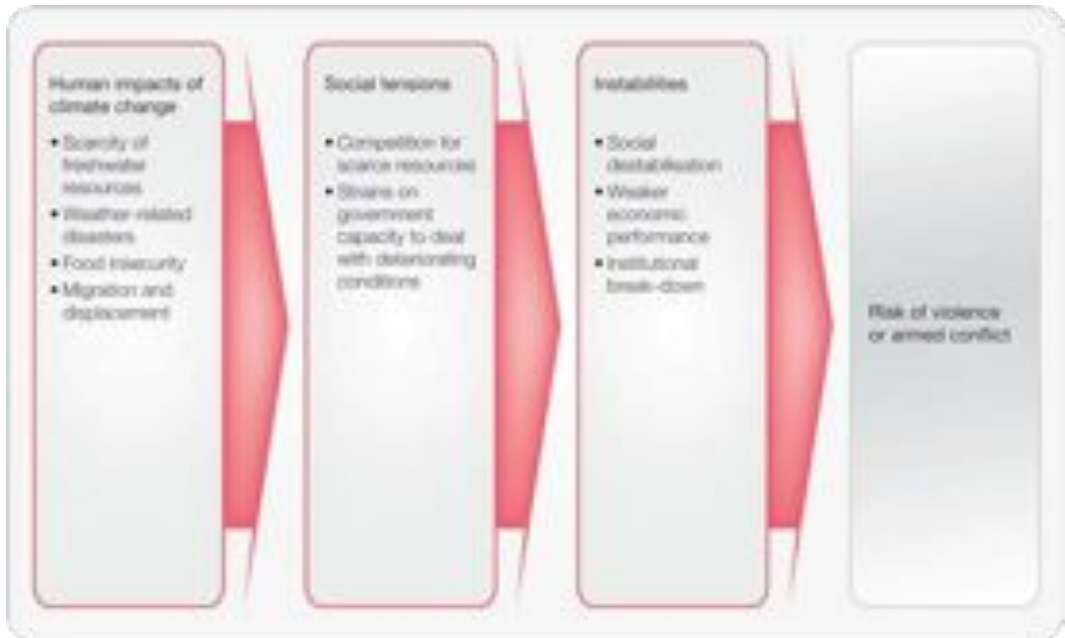 Human impacts of
climate change
• Scarcity of
freshwater
resources
• Weather-related
disasters
• Food insecurity
• Migration and
displacement
Social tensions
• Competition for
scarce resources
• Strains on
government
capacity to deal
with deteriorating
conditions
Instabilities
• Social
destabilisation
• Weaker
economic
performance
• Institutional
break-down
Risk of violence
or armed conflict